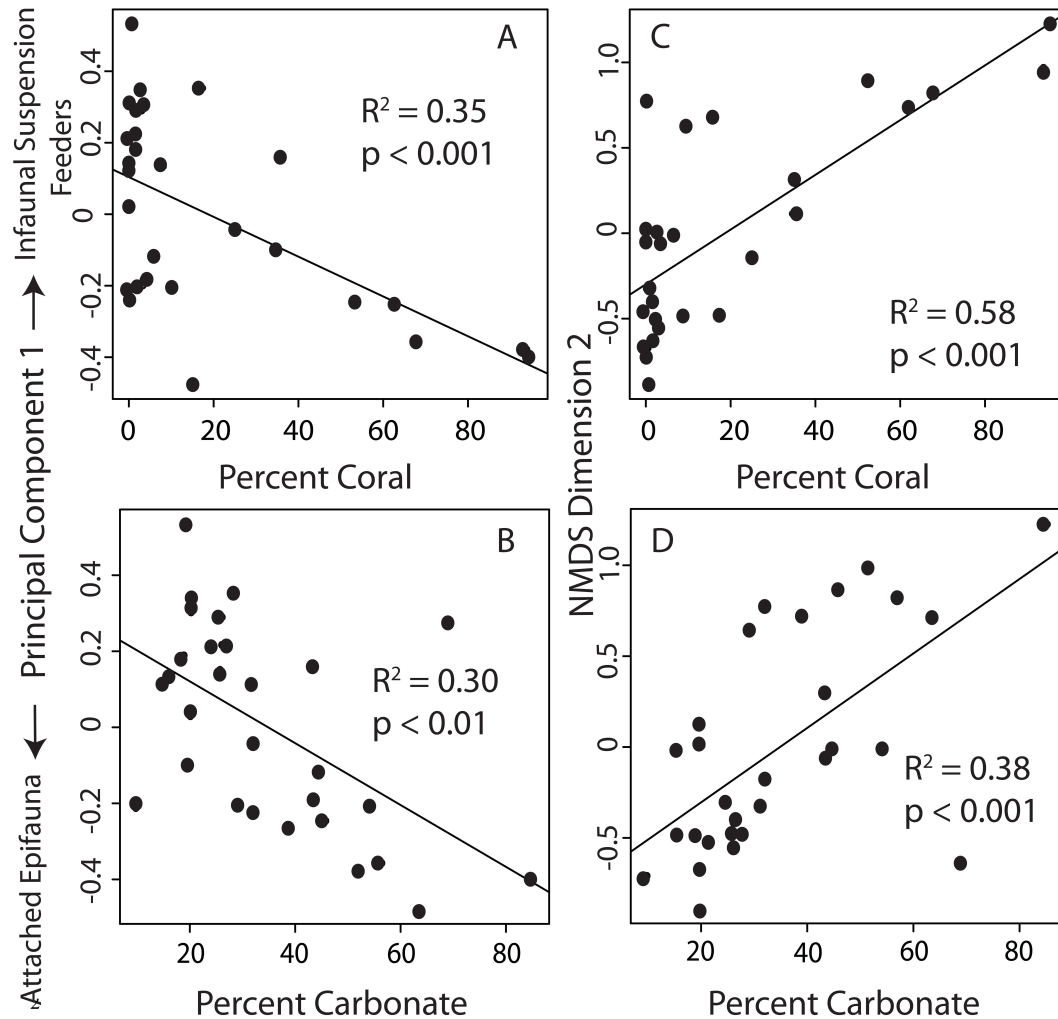 Attached Epifauna ← Principal Component 1 → Infaunal Suspension
Feeders
A
R² = 0.35
p < 0.001
0.4
0.2
0
-0.2
-0.4
0 20 40 60 80
Percent Coral
C
R² = 0.58
p < 0.001
1.0
0.5
0
-0.5
0 20 40 60 80
Percent Coral
NMDS Dimension 2
B
R² = 0.30
p < 0.01
0.4
0.2
0
-0.2
-0.4
20 40 60 80
Percent Carbonate
D
R² = 0.38
p < 0.001
1.0
0.5
0
-0.5
20 40 60 80
Percent Carbonate